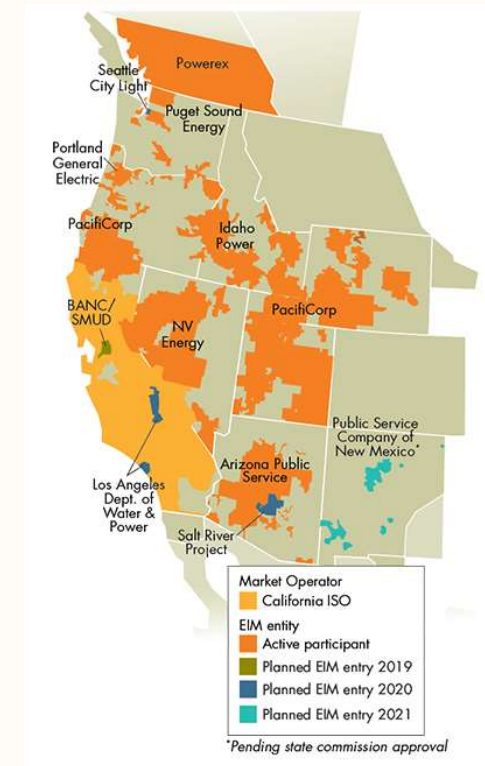 Powerex
Seattle
City Light
Puget Sound
Energy
Portland
General
Electric
PacifiCorp
Idaho
Power
BANC/
SMUD
NV
Energy
PacifiCorp
Public Service
Company of
New Mexico*
Arizona Public
Service
Los Angeles
Dept. of
Water &
Power
Salt River
Project
Market Operator
California ISO
EIM entity
Active participant
Planned EIM entry 2019
Planned EIM entry 2020
Planned EIM entry 2021
*Pending state commission approval